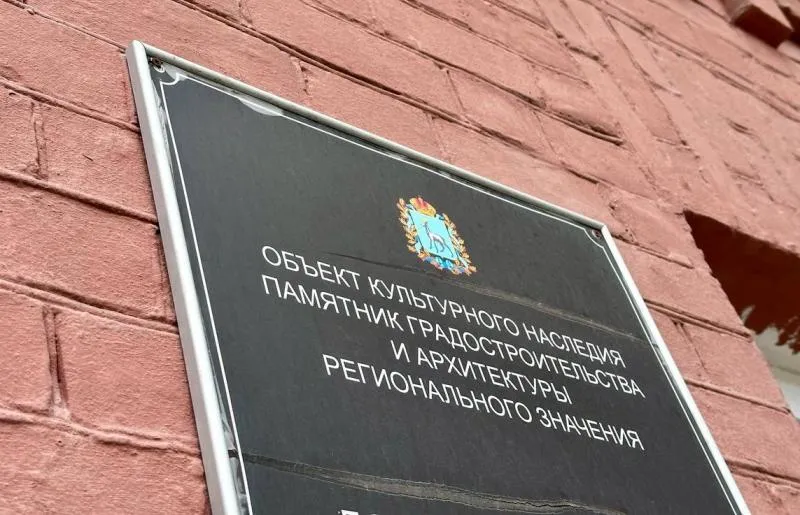 ОБЪЕКТ КУЛЬТУРНОГО НАСЛЕДИЯ
ПАМЯТНИК ГРАДОСТРОИТЕЛЬСТВА
И АРХИТЕКТУРЫ
РЕГИОНАЛЬНОГО ЗНАЧЕНИЯ